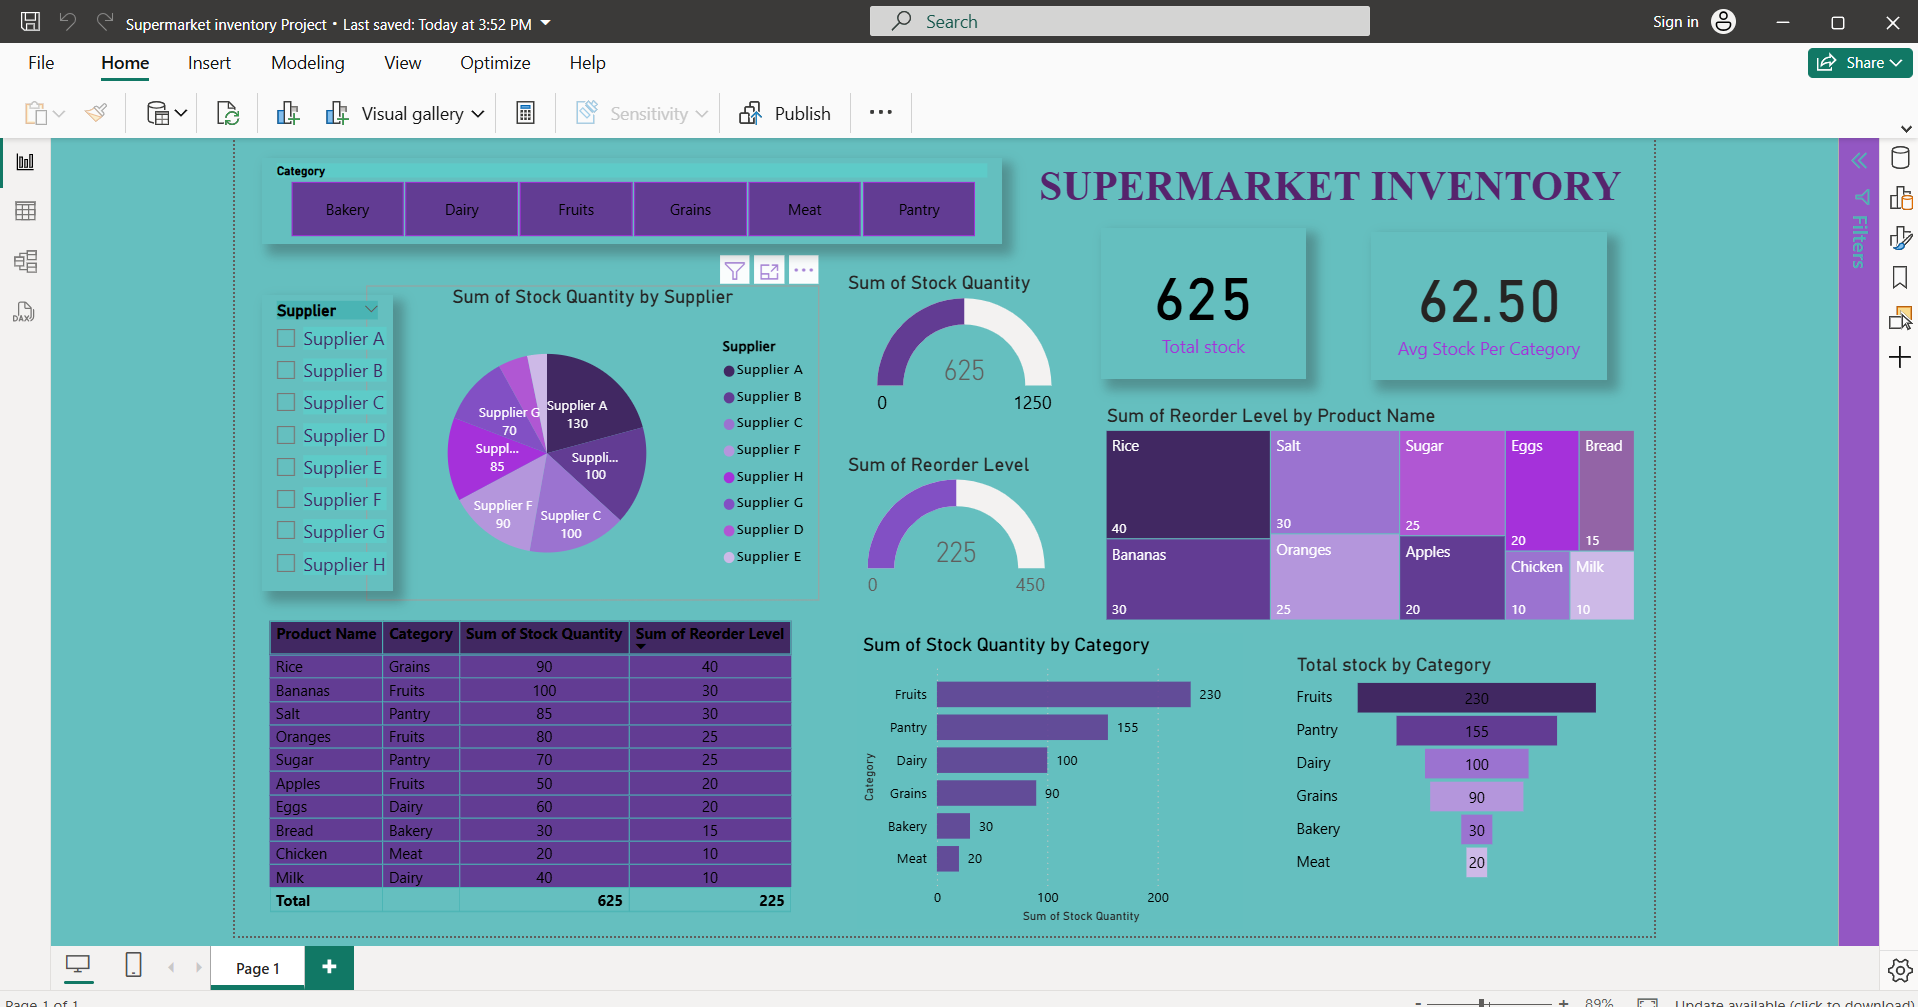 Supermarket inventory Project • Last saved: Today at 3:52 PM
Search
Sign in
File Home Insert Modeling View Optimize Help
Share
Visual gallery
Sensitivity
Publish
DAX
Category
Bakery Dairy Fruits Grains Meat Pantry
SUPERMARKET INVENTORY
Filters
Supplier
Supplier A
Supplier B
Supplier C
Supplier D
Supplier E
Supplier F
Supplier G
Supplier H
Sum of Stock Quantity by Supplier
Supplier A
130
Suppli...
100
Supplier C
100
Supplier F
90
Suppl...
85
Supplier G
70
Supplier
Supplier A
Supplier B
Supplier C
Supplier F
Supplier H
Supplier G
Supplier D
Supplier E
Sum of Stock Quantity
625
0 1250
Sum of Reorder Level
225
0 450
625
Total stock
62.50
Avg Stock Per Category
Sum of Reorder Level by Product Name
Rice
40
Bananas
30
Salt
30
Oranges
25
Sugar
25
Apples
20
Eggs
20
Bread
15
Chicken
10
Milk
10
Product Name Category Sum of Stock Quantity Sum of Reorder Level
Rice Grains 90 40
Bananas Fruits 100 30
Salt Pantry 85 30
Oranges Fruits 80 25
Sugar Pantry 70 25
Apples Fruits 50 20
Eggs Dairy 60 20
Bread Bakery 30 15
Chicken Meat 20 10
Milk Dairy 40 10
Total 625 225
Sum of Stock Quantity by Category
Category
Fruits 230
Pantry 155
Dairy 100
Grains 90
Bakery 30
Meat 20
0 100 200
Sum of Stock Quantity
Total stock by Category
Fruits 230
Pantry 155
Dairy 100
Grains 90
Bakery 30
Meat 20
Page 1
Page 1 of 1
- + 89%
Update available (click to download)